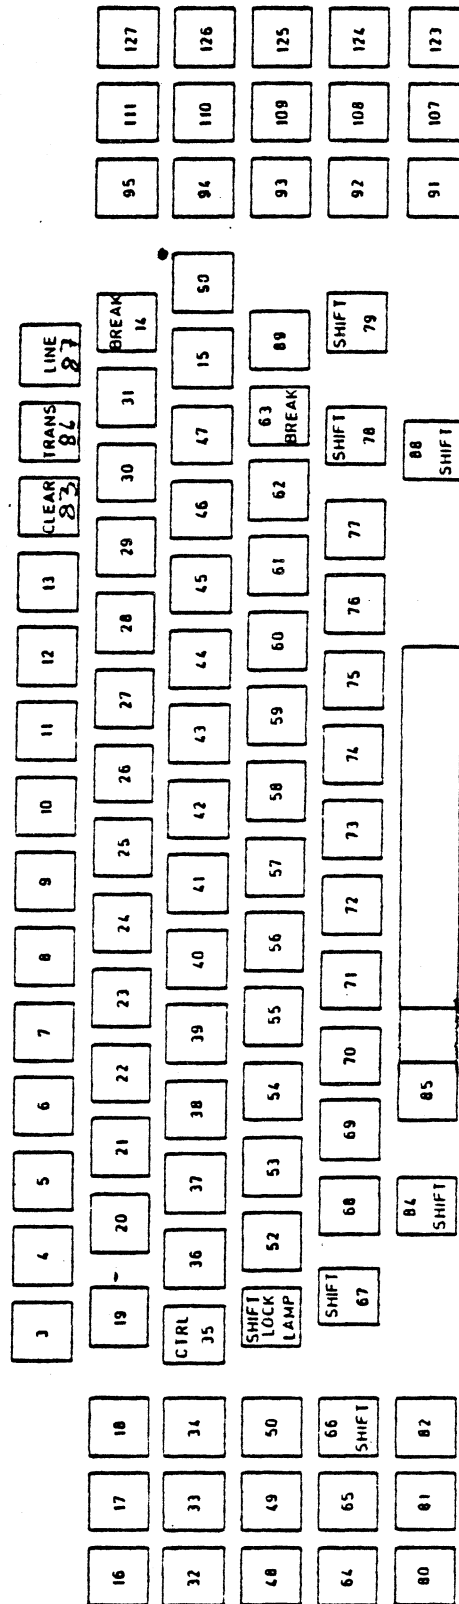 3 4 5 6 7 8 9 10 11 12 13 CLEAR 83 TRANS 86 LINE 87
16 17 18 19 20 21 22 23 24 25 26 27 28 29 30 31 BREAK 14 95 111 127
32 33 34 CTRL 35 36 37 38 39 40 41 42 43 44 45 46 47 15 50 94 110 126
48 49 50 SHIFT LOCK LAMP 52 53 54 55 56 57 58 59 60 61 62 63 BREAK 89 93 109 125
64 65 66 SHIFT SHIFT 67 68 69 70 71 72 73 74 75 76 77 SHIFT 78 SHIFT 79 92 108 124
80 81 82 84 SHIFT 85 88 SHIFT 91 107 123